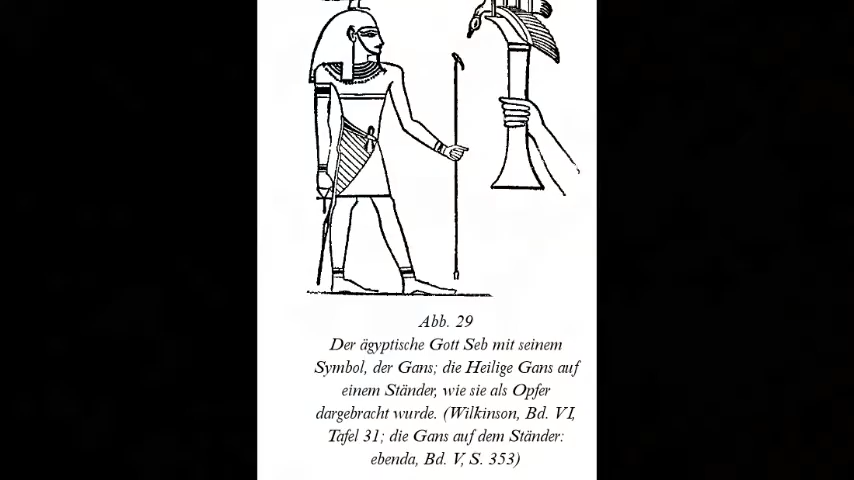 Abb. 29
Der ägyptische Gott Seb mit seinem
Symbol, der Gans; die Heilige Gans auf
einem Ständer, wie sie als Opfer
dargebracht wurde. (Wilkinson, Bd. VI,
Tafel 31; die Gans auf dem Ständer:
ebenda, Bd. V, S. 353)